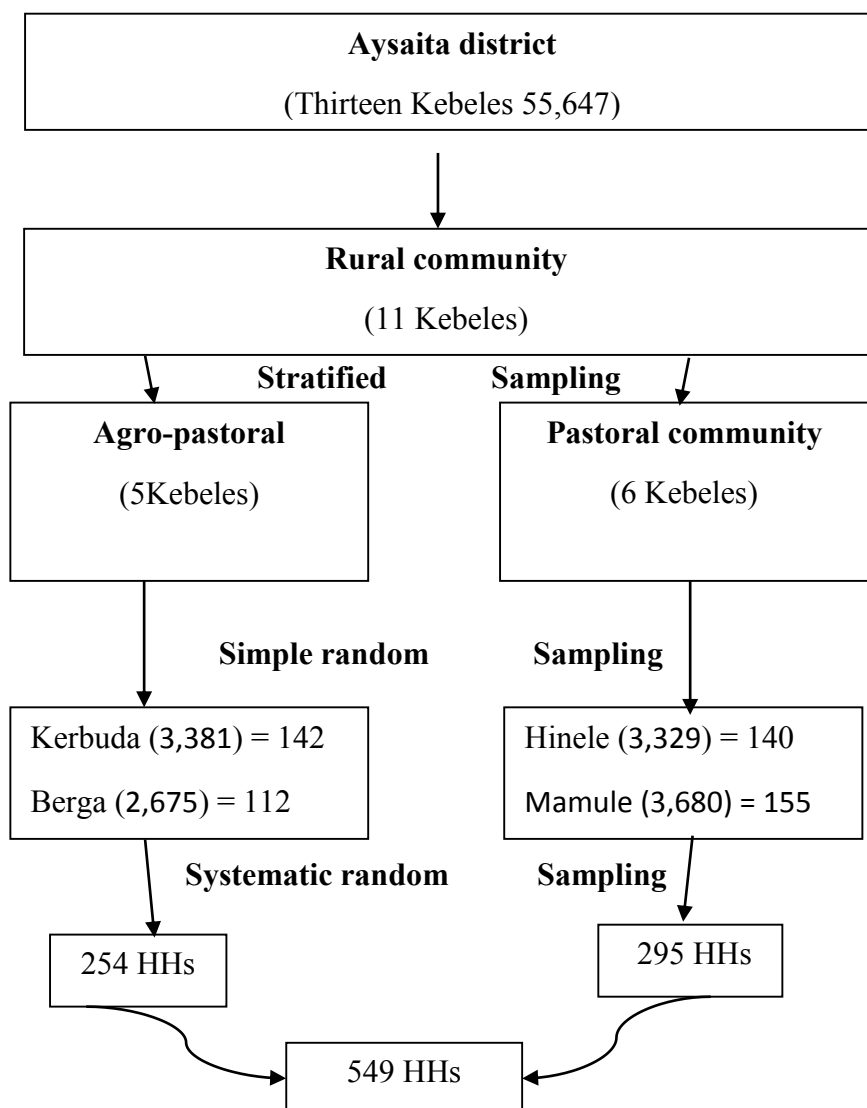 Aysaita district
(Thirteen Kebeles 55,647)
Rural community
(11 Kebeles)
Stratified Sampling
Agro-pastoral
(5Kebeles)
Pastoral community
(6 Kebeles)
Simple random Sampling
Kerbuda (3,381) = 142
Berga (2,675) = 112
Hinele (3,329) = 140
Mamule (3,680) = 155
Systematic random Sampling
254 HHs
295 HHs
549 HHs